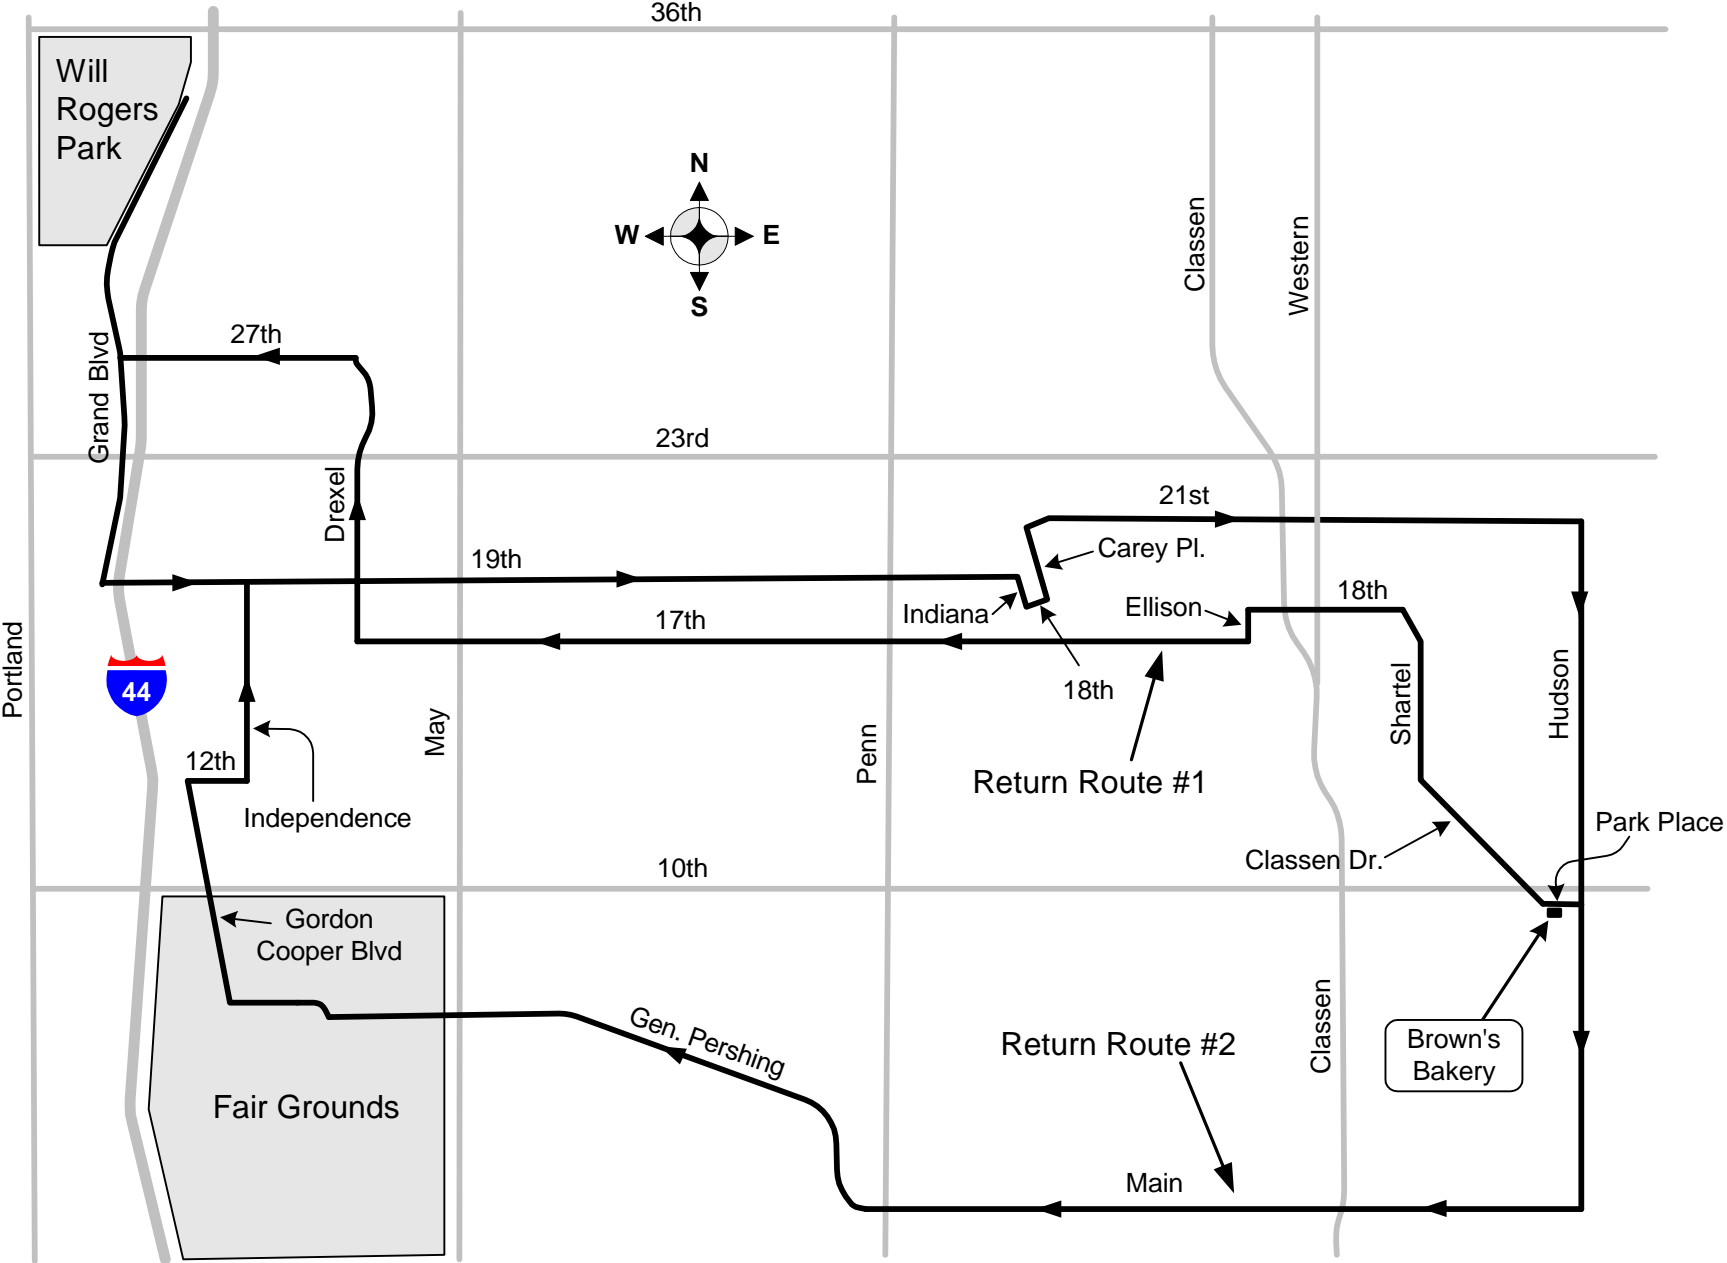 36th
Will
Rogers
Park
N
W
E
S
Classen
Western
27th
Grand Blvd
23rd
Drexel
21st
Carey Pl.
19th
Indiana
Ellison
18th
17th
18th
Portland
44
May
Penn
Shartel
Hudson
12th
Return Route #1
Independence
Park Place
Classen Dr.
10th
Gordon
Cooper Blvd
Gen. Pershing
Return Route #2
Classen
Brown's
Bakery
Fair Grounds
Main